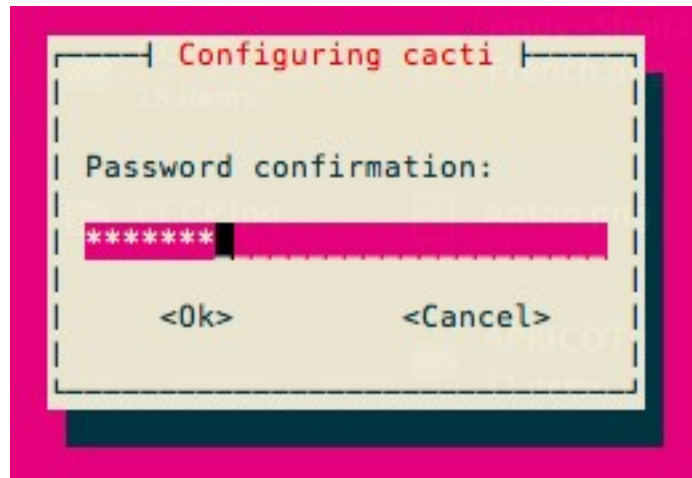 Configuring cacti
Password confirmation:
*******
<Ok> <Cancel>